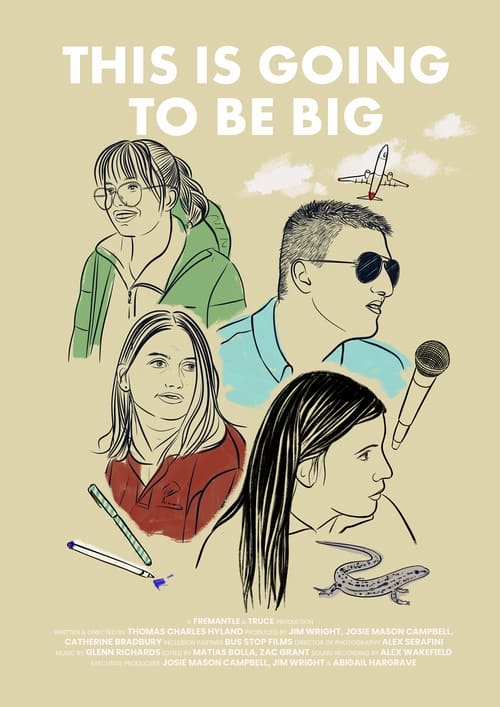 THIS IS GOING
TO BE BIG
A FREMANTLE & TRUCE PRODUCTION
WRITTEN & DIRECTED BY THOMAS CHARLES HYLAND PRODUCED BY JIM WRIGHT, JOSIE MASON CAMPBELL,
CATHERINE BRADBURY INCLUSION PARTNER BUS STOP FILMS DIRECTOR OF PHOTOGRAPHY ALEX SERAFINI
MUSIC BY GLENN RICHARDS EDITED BY MATIAS BOLLA, ZAC GRANT SOUND RECORDING BY ALEX WAKEFIELD
EXECUTIVE PRODUCERS JOSIE MASON CAMPBELL, JIM WRIGHT & ABIGAIL HARGRAVE